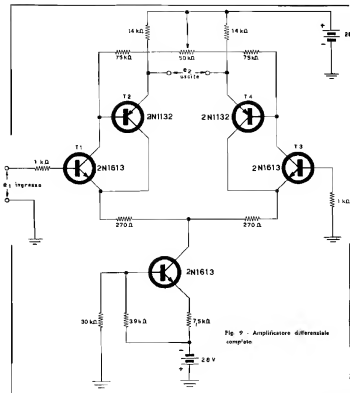 14 kΩ
14 kΩ
75 kΩ
50 kΩ
75 kΩ
e2
uscita
T2
T4
2N1132
2N1132
T1
T3
2N1613
2N1613
1 kΩ
e1 ingresso
1 kΩ
270 Ω
270 Ω
2N1613
30 kΩ
3,9 kΩ
7,5 kΩ
28 V
Fig. 9 - Amplificatore differenziale
completo